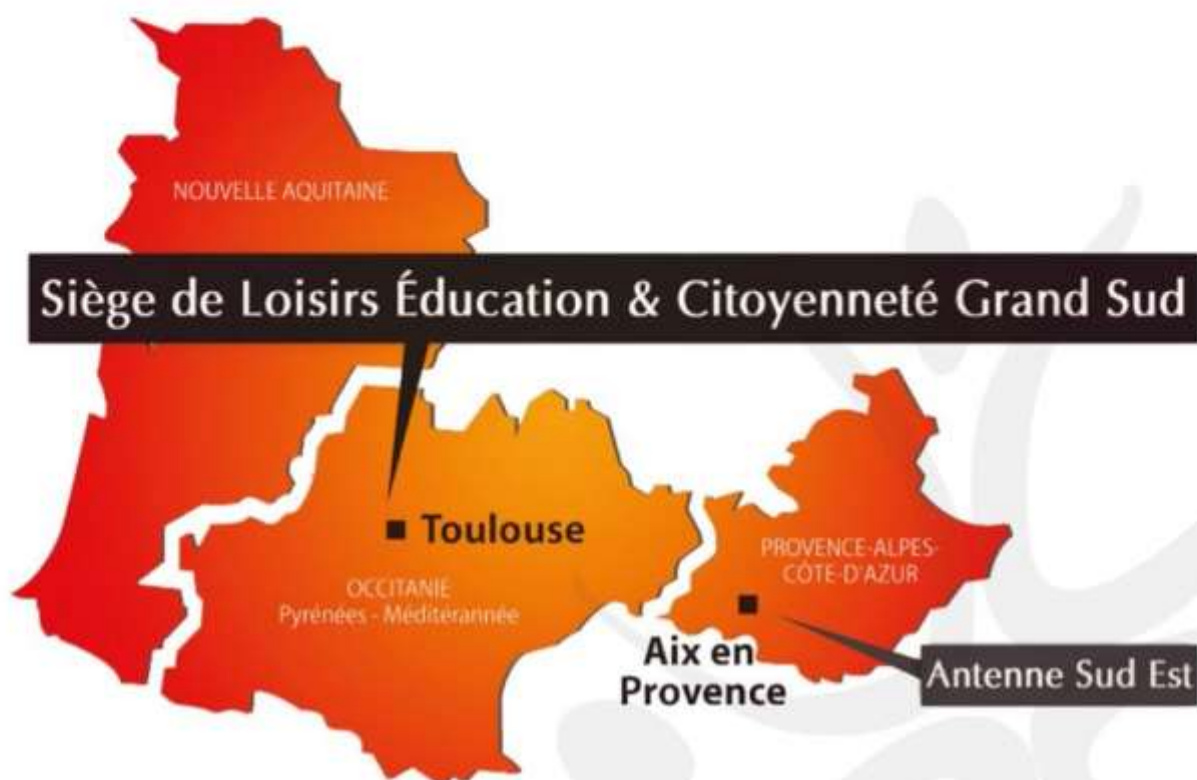 NOUVELLE AQUITAINE
Siège de Loisirs Éducation & Citoyenneté Grand Sud
Toulouse
OCCITANIE
Pyrénées - Méditérannée
PROVENCE-ALPES-
CÔTE-D'AZUR
Aix en
Provence
Antenne Sud Est